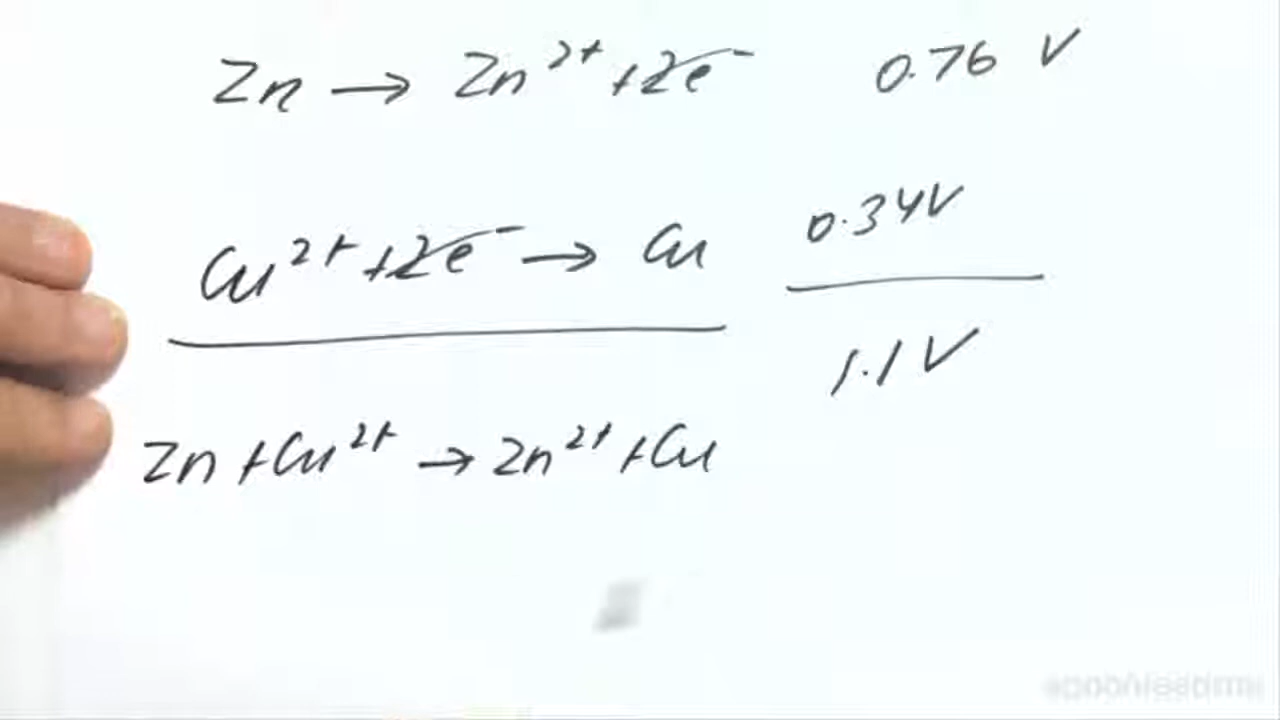 Zn → Zn²⁺ + 2e⁻ 0.76 V
Cu²⁺ + 2e⁻ → Cu 0.34V
1.1V
Zn + Cu²⁺ → Zn²⁺ + Cu